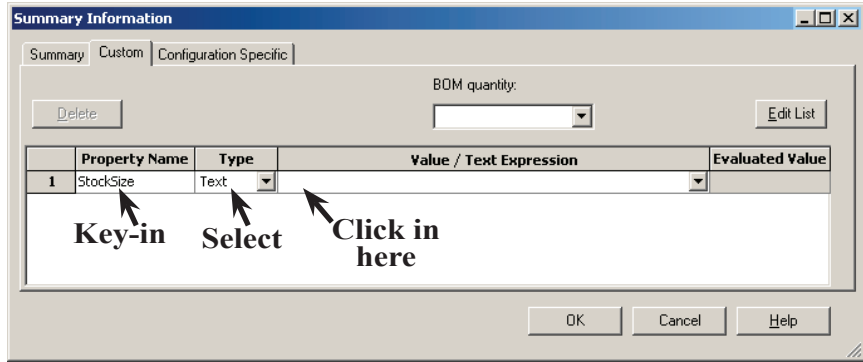 Summary Information
Summary Custom Configuration Specific
BOM quantity:
Delete Edit List
Property Name Type Value / Text Expression Evaluated Value
1 StockSize Text
Key-in Select Click in
here
OK Cancel Help